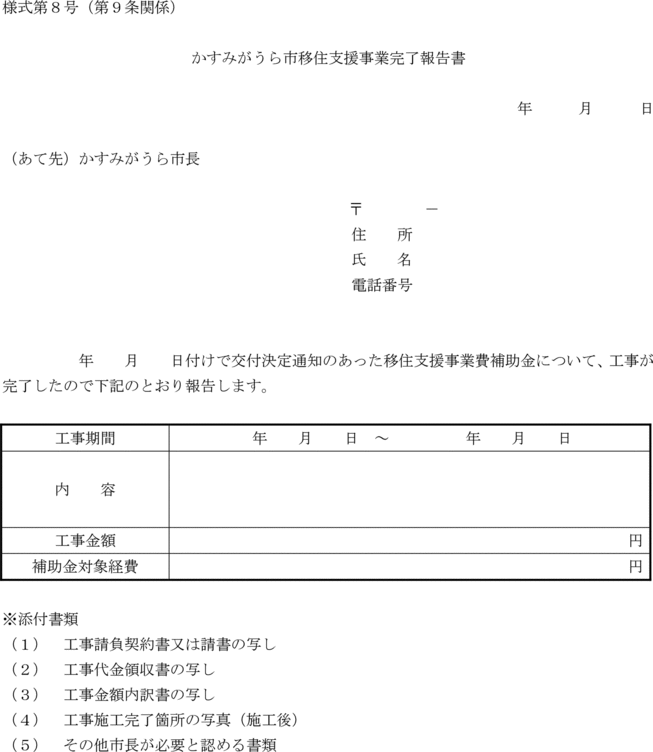 様式第８号（第９条関係）
かすみがうら市移住支援事業完了報告書
年　　　月　　　日
（あて先）かすみがうら市長
〒　　　　－
住　　所
氏　　名
電話番号
年　　月　　日付けで交付決定通知のあった移住支援事業費補助金について、工事が
完了したので下記のとおり報告します。
工事期間　　　年　　月　　日　～　　　　　年　　月　　日
内　　容
工事金額　　　円
補助金対象経費　　　円
※添付書類
（１）　工事請負契約書又は請書の写し
（２）　工事代金領収書の写し
（３）　工事金額内訳書の写し
（４）　工事施工完了箇所の写真（施工後）
（５）　その他市長が必要と認める書類